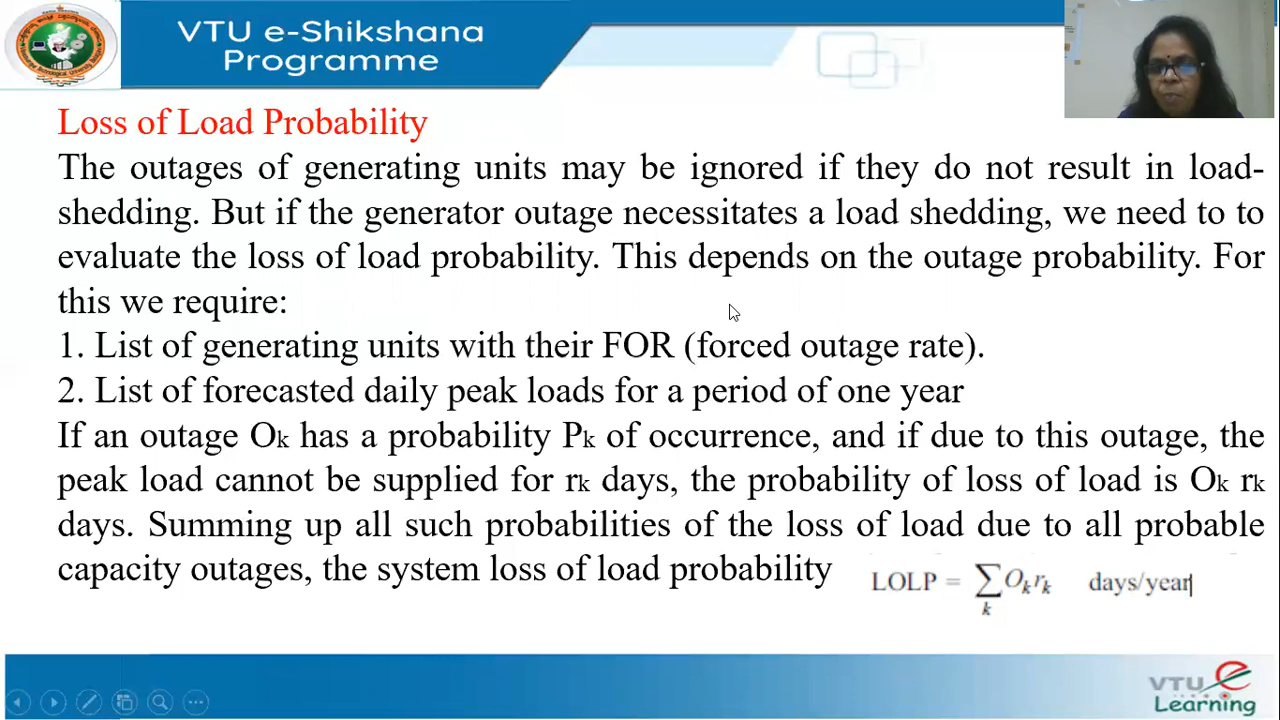 VTU e-Shikshana
Programme
Loss of Load Probability
The outages of generating units may be ignored if they do not result in load-
shedding. But if the generator outage necessitates a load shedding, we need to to
evaluate the loss of load probability. This depends on the outage probability. For
this we require:
1. List of generating units with their FOR (forced outage rate).
2. List of forecasted daily peak loads for a period of one year
If an outage Ok has a probability Pk of occurrence, and if due to this outage, the
peak load cannot be supplied for rk days, the probability of loss of load is Ok rk
days. Summing up all such probabilities of the loss of load due to all probable
capacity outages, the system loss of load probability
LOLP = ∑ Ok rk days/year
k
VTU e
Learning